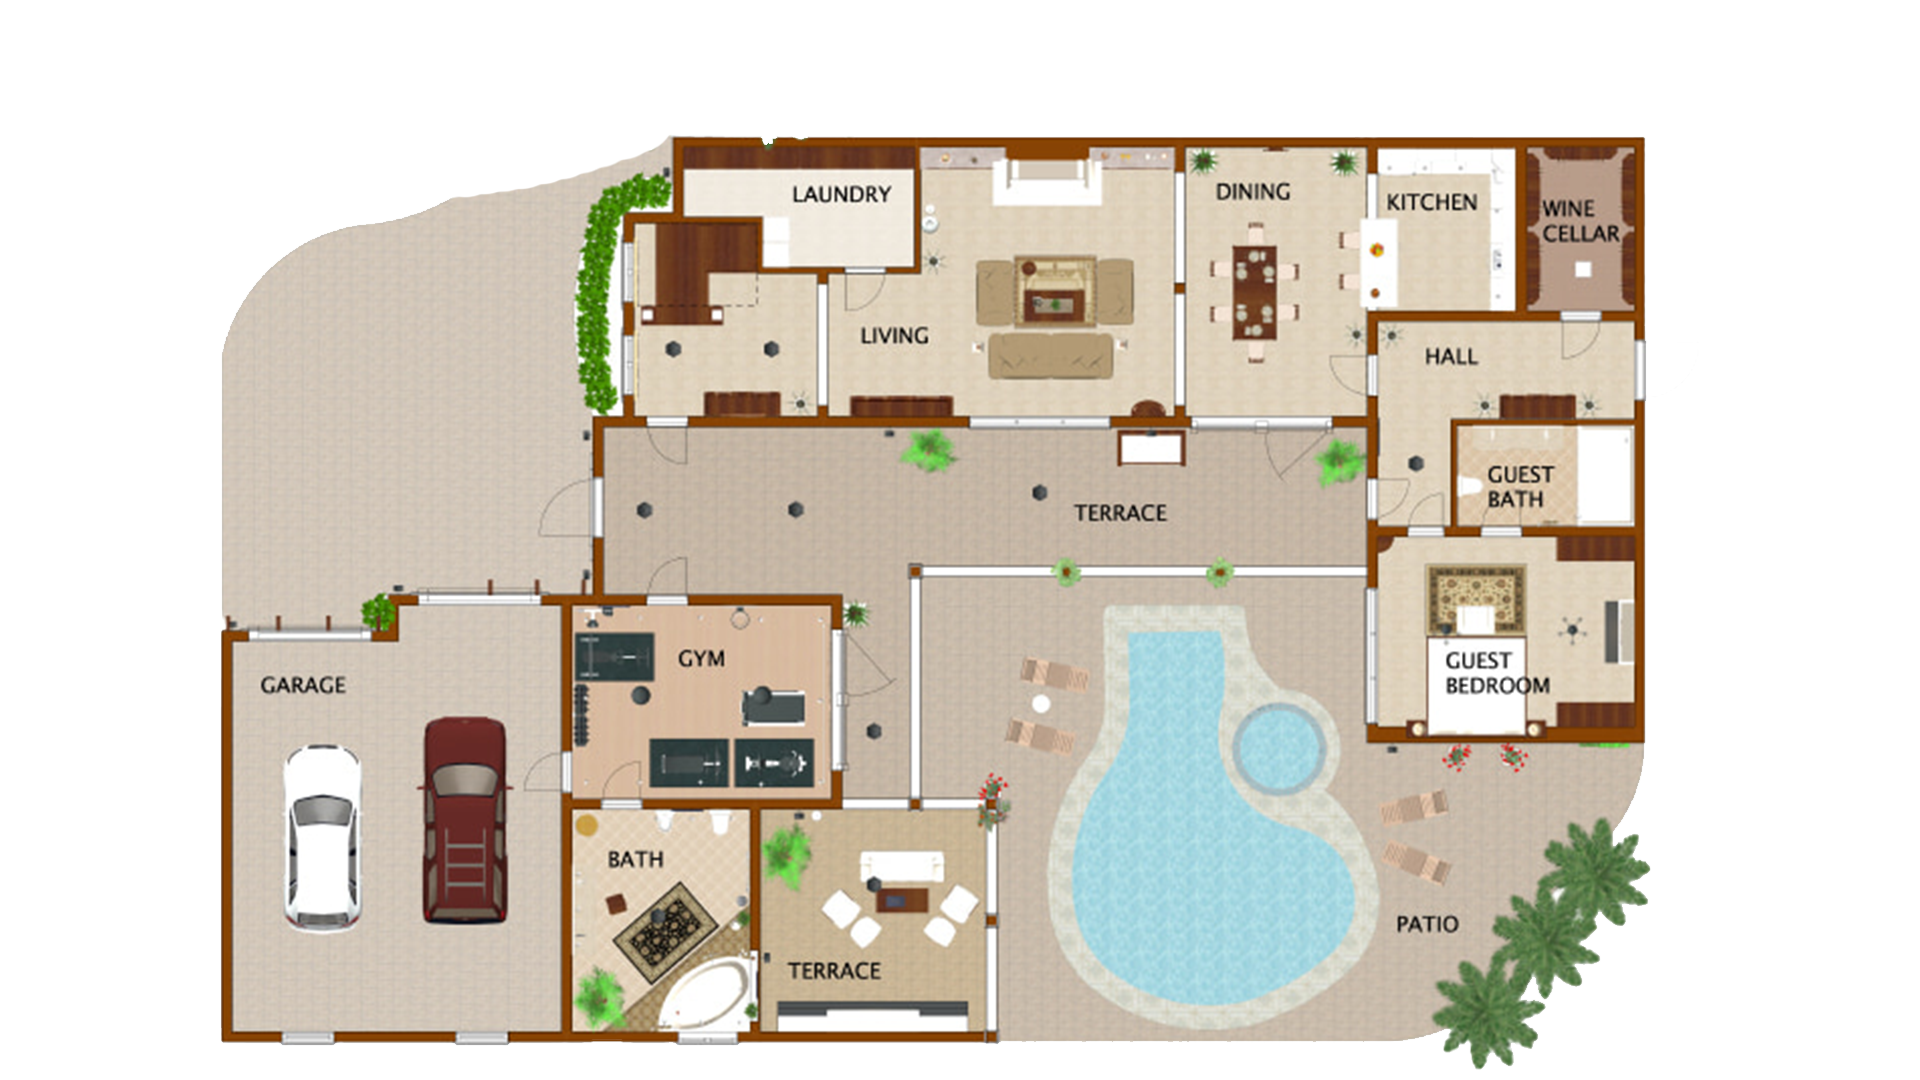 LAUNDRY
DINING
KITCHEN
WINE
CELLAR
LIVING
HALL
GUEST
BATH
TERRACE
GYM
GUEST
BEDROOM
GARAGE
BATH
PATIO
TERRACE